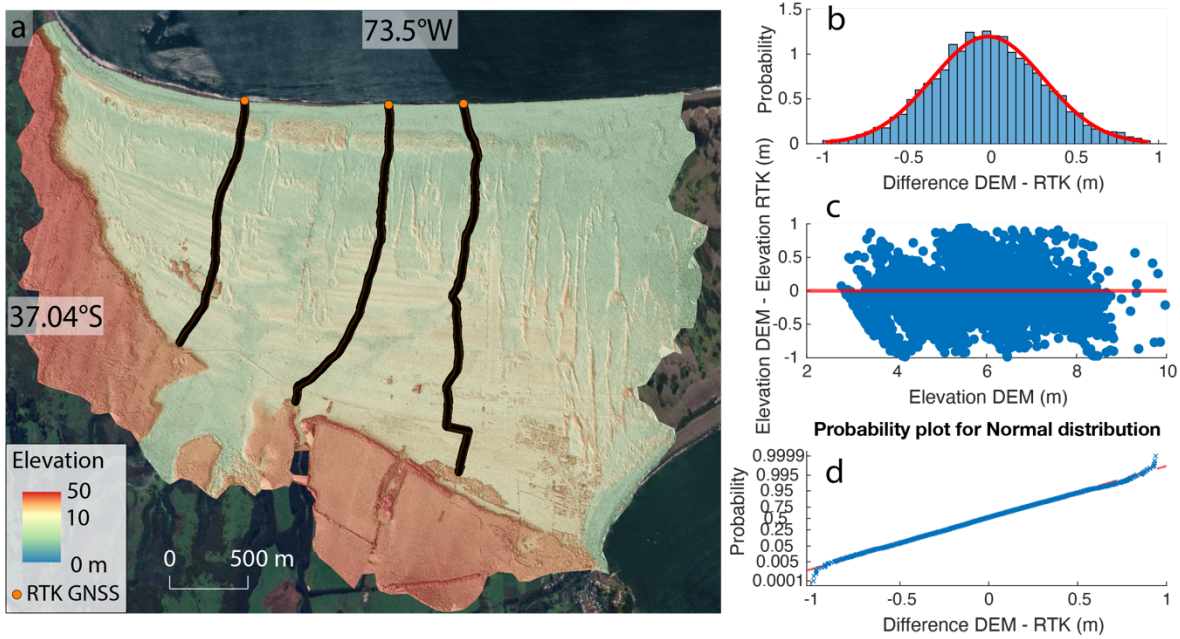 a
73.5°W
37.04°S
Elevation
50
10
0 m
RTK GNSS
0 500 m
b
Probability
1.5
1
0.5
0
-1 -0.5 0 0.5 1
Difference DEM - RTK (m)
c
Elevation DEM - Elevation RTK (m)
1
0.5
0
-0.5
-1
2 4 6 8 10
Elevation DEM (m)
Probability plot for Normal distribution
d
Probability
0.9999
0.995
0.95
0.75
0.5
0.25
0.05
0.005
0.0001
-1 -0.5 0 0.5 1
Difference DEM - RTK (m)